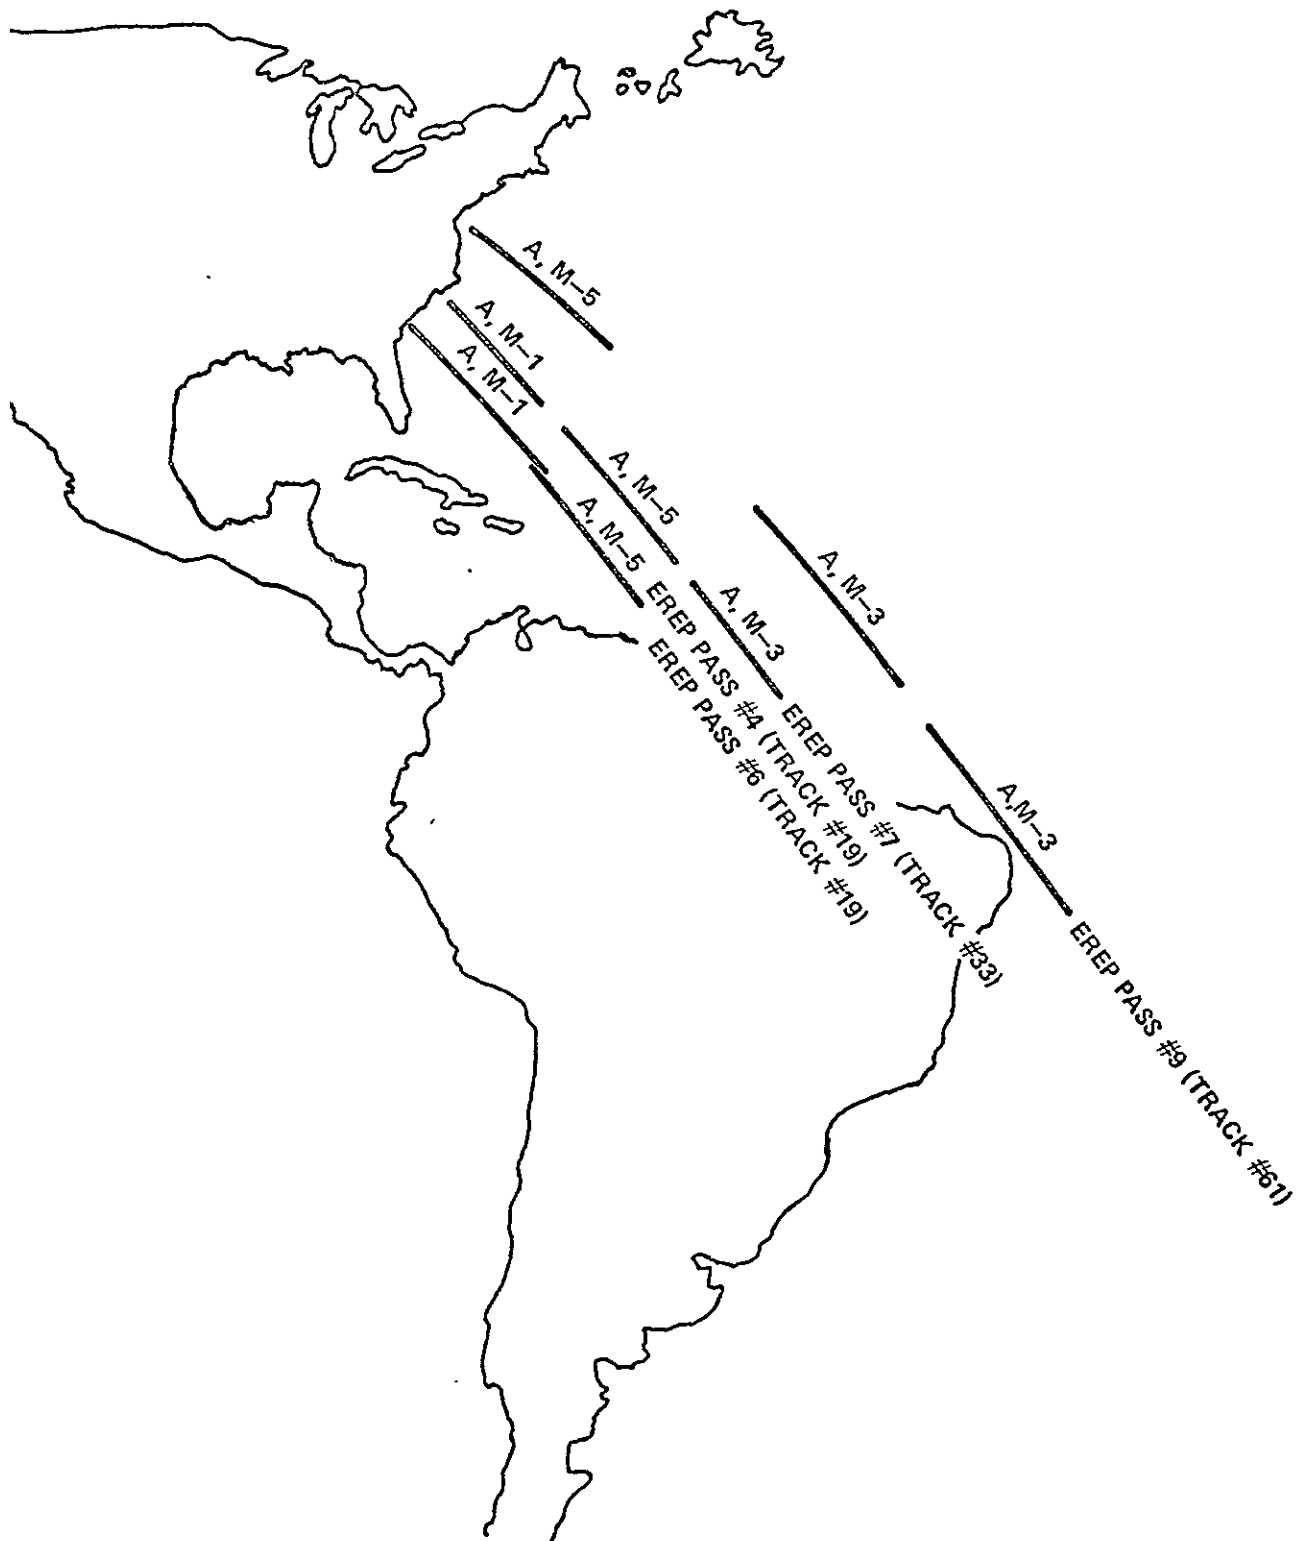 A, M-5
A, M-1
A, M-1
A, M-5
A, M-5
A, M-3
A, M-3
A,M-3
EREP PASS #4 (TRACK #19)
EREP PASS #6 (TRACK #19)
EREP PASS #7 (TRACK #33)
EREP PASS #9 (TRACK #61)